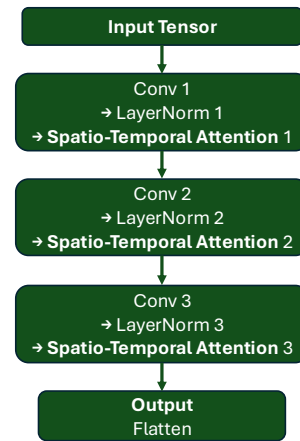 Input Tensor
Conv 1
→ LayerNorm 1
→ Spatio-Temporal Attention 1
Conv 2
→ LayerNorm 2
→ Spatio-Temporal Attention 2
Conv 3
→ LayerNorm 3
→ Spatio-Temporal Attention 3
Output
Flatten